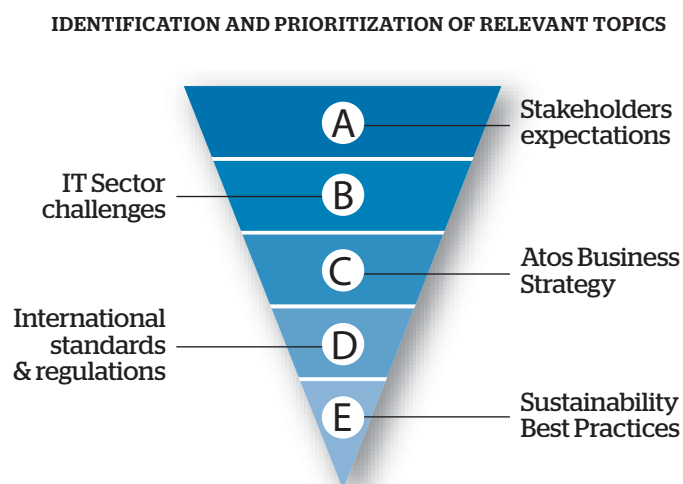 IDENTIFICATION AND PRIORITIZATION OF RELEVANT TOPICS
A
Stakeholders
expectations
IT Sector
challenges
B
C
Atos Business
Strategy
International
standards
& regulations
D
E
Sustainability
Best Practices